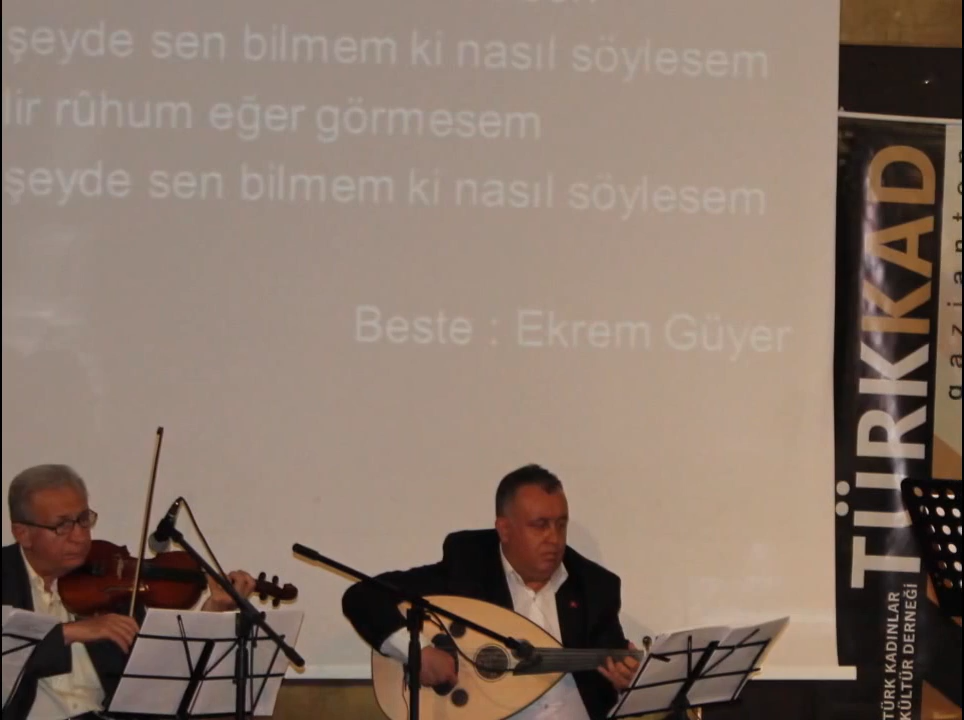 şeyde sen bilmem ki nasıl söylesem
lir rûhum eğer görmesem
şeyde sen bilmem ki nasıl söylesem
Beste : Ekrem Güyer
TÜRKKAD
gaziantep
TÜRK KADINLAR
KÜLTÜR DERNEĞİ